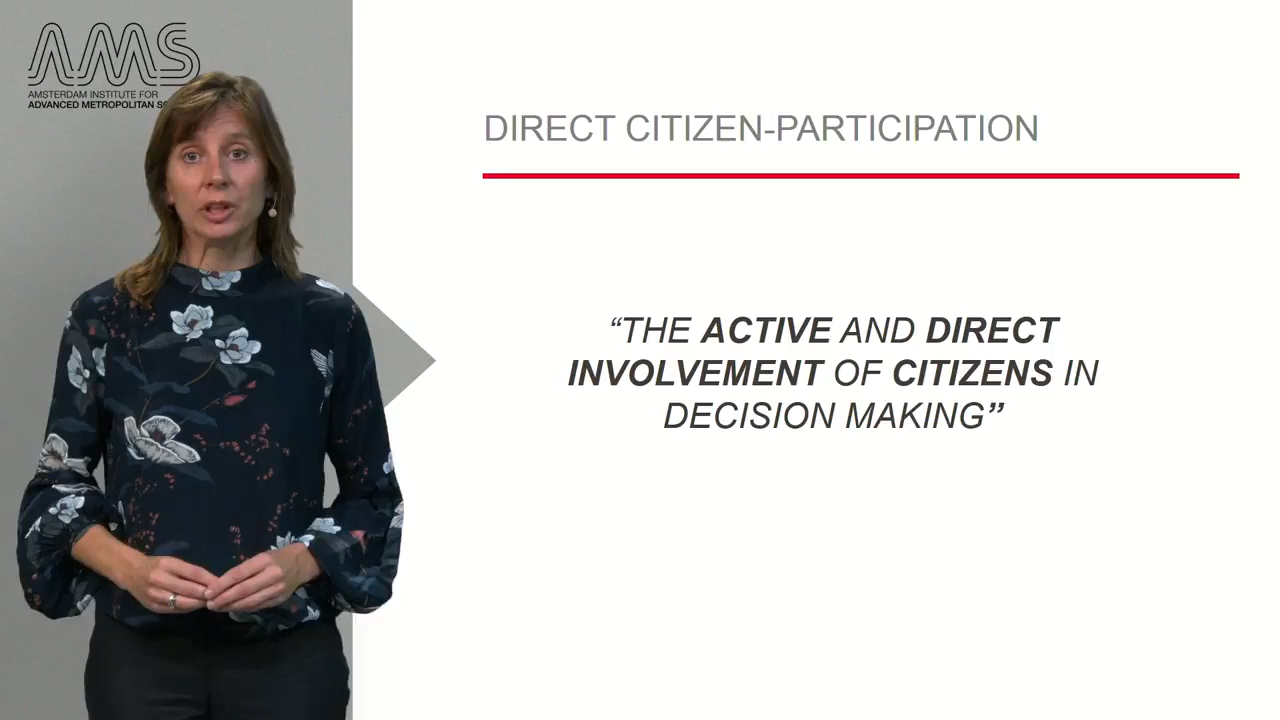 AMS
AMSTERDAM INSTITUTE FOR
ADVANCED METROPOLITAN
DIRECT CITIZEN-PARTICIPATION
“THE ACTIVE AND DIRECT
INVOLVEMENT OF CITIZENS IN
DECISION MAKING”